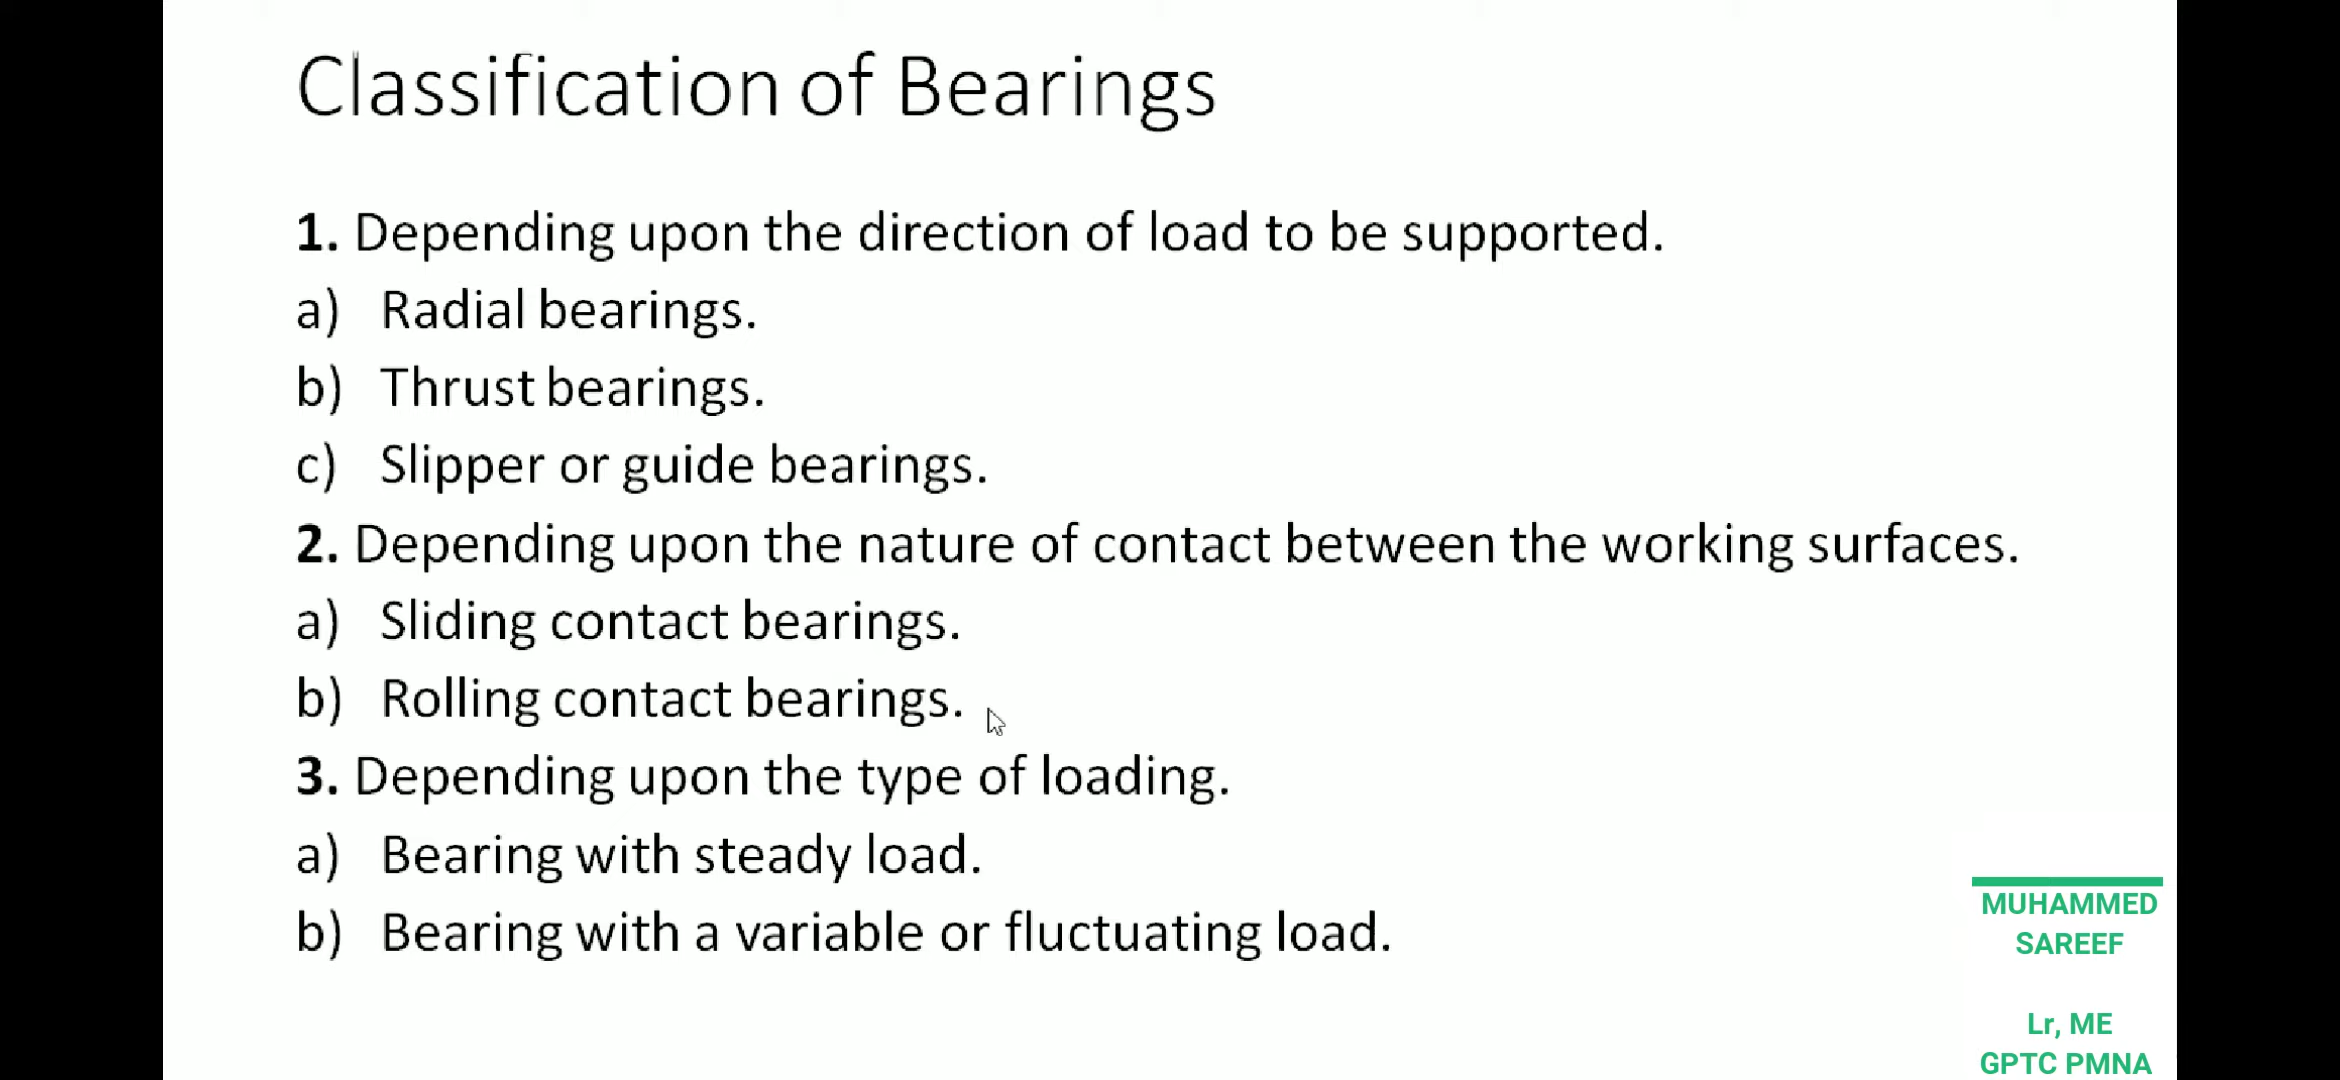 Classification of Bearings
1. Depending upon the direction of load to be supported.
a) Radial bearings.
b) Thrust bearings.
c) Slipper or guide bearings.
2. Depending upon the nature of contact between the working surfaces.
a) Sliding contact bearings.
b) Rolling contact bearings.
3. Depending upon the type of loading.
a) Bearing with steady load.
b) Bearing with a variable or fluctuating load.
MUHAMMED
SAREEF
Lr, ME
GPTC PMNA